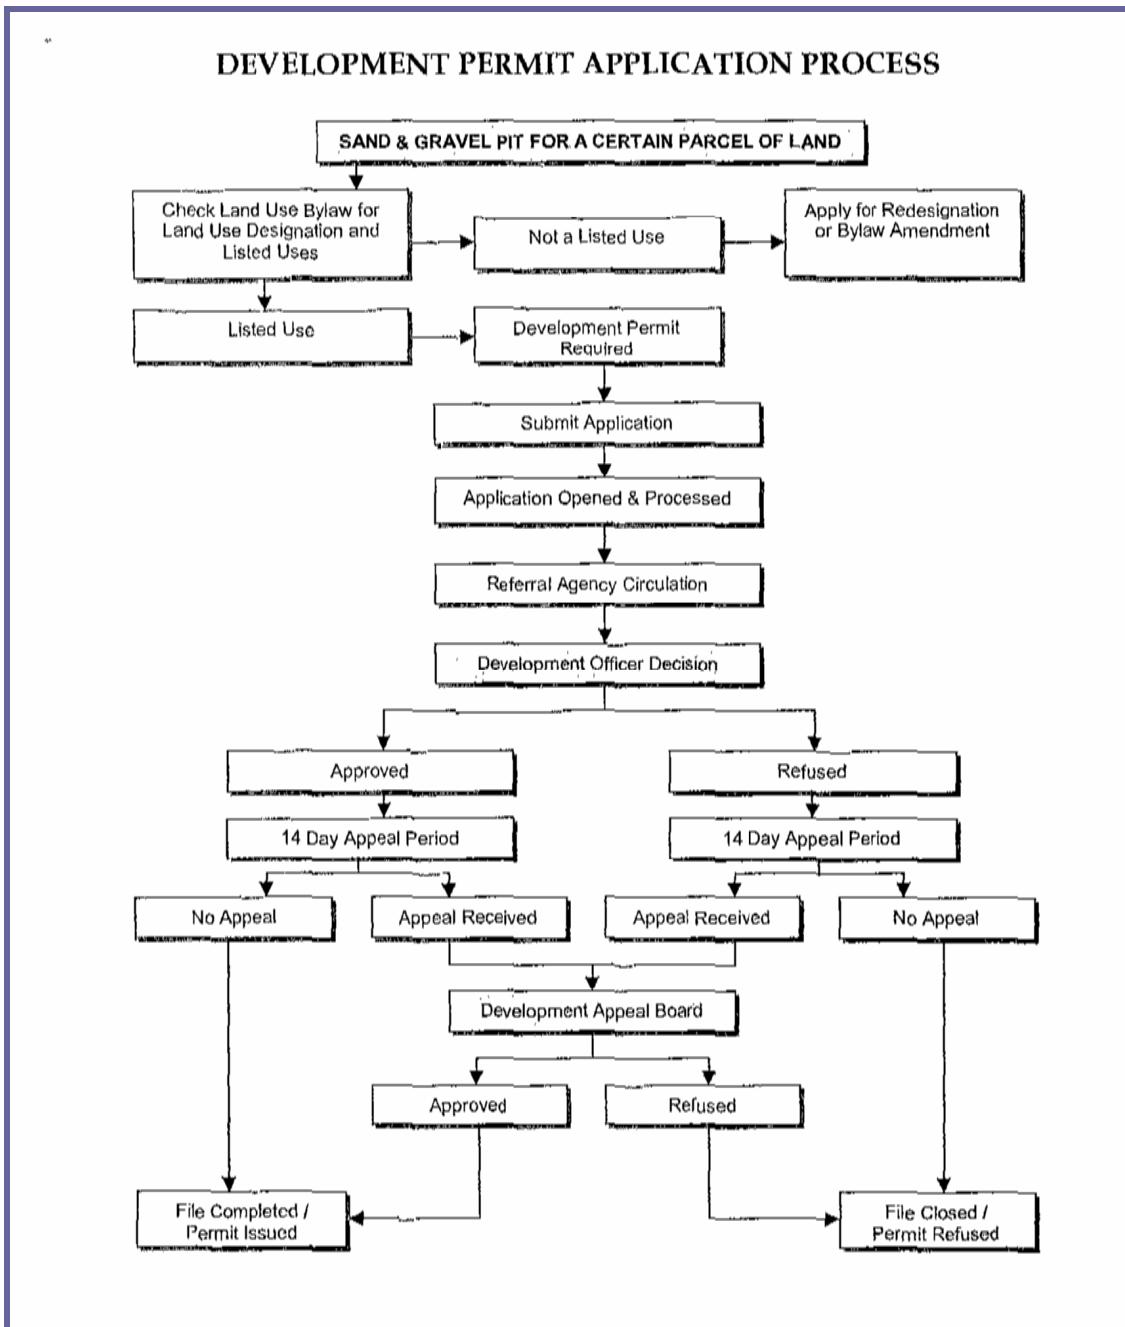 DEVELOPMENT PERMIT APPLICATION PROCESS
SAND & GRAVEL PIT FOR A CERTAIN PARCEL OF LAND
Check Land Use Bylaw for
Land Use Designation and
Listed Uses
Not a Listed Use
Apply for Redesignation
or Bylaw Amendment
Listed Use
Development Permit
Required
Submit Application
Application Opened & Processed
Referral Agency Circulation
Development Officer Decision
Approved
Refused
14 Day Appeal Period
14 Day Appeal Period
No Appeal
Appeal Received
Appeal Received
No Appeal
Development Appeal Board
Approved
Refused
File Completed /
Permit Issued
File Closed /
Permit Refused